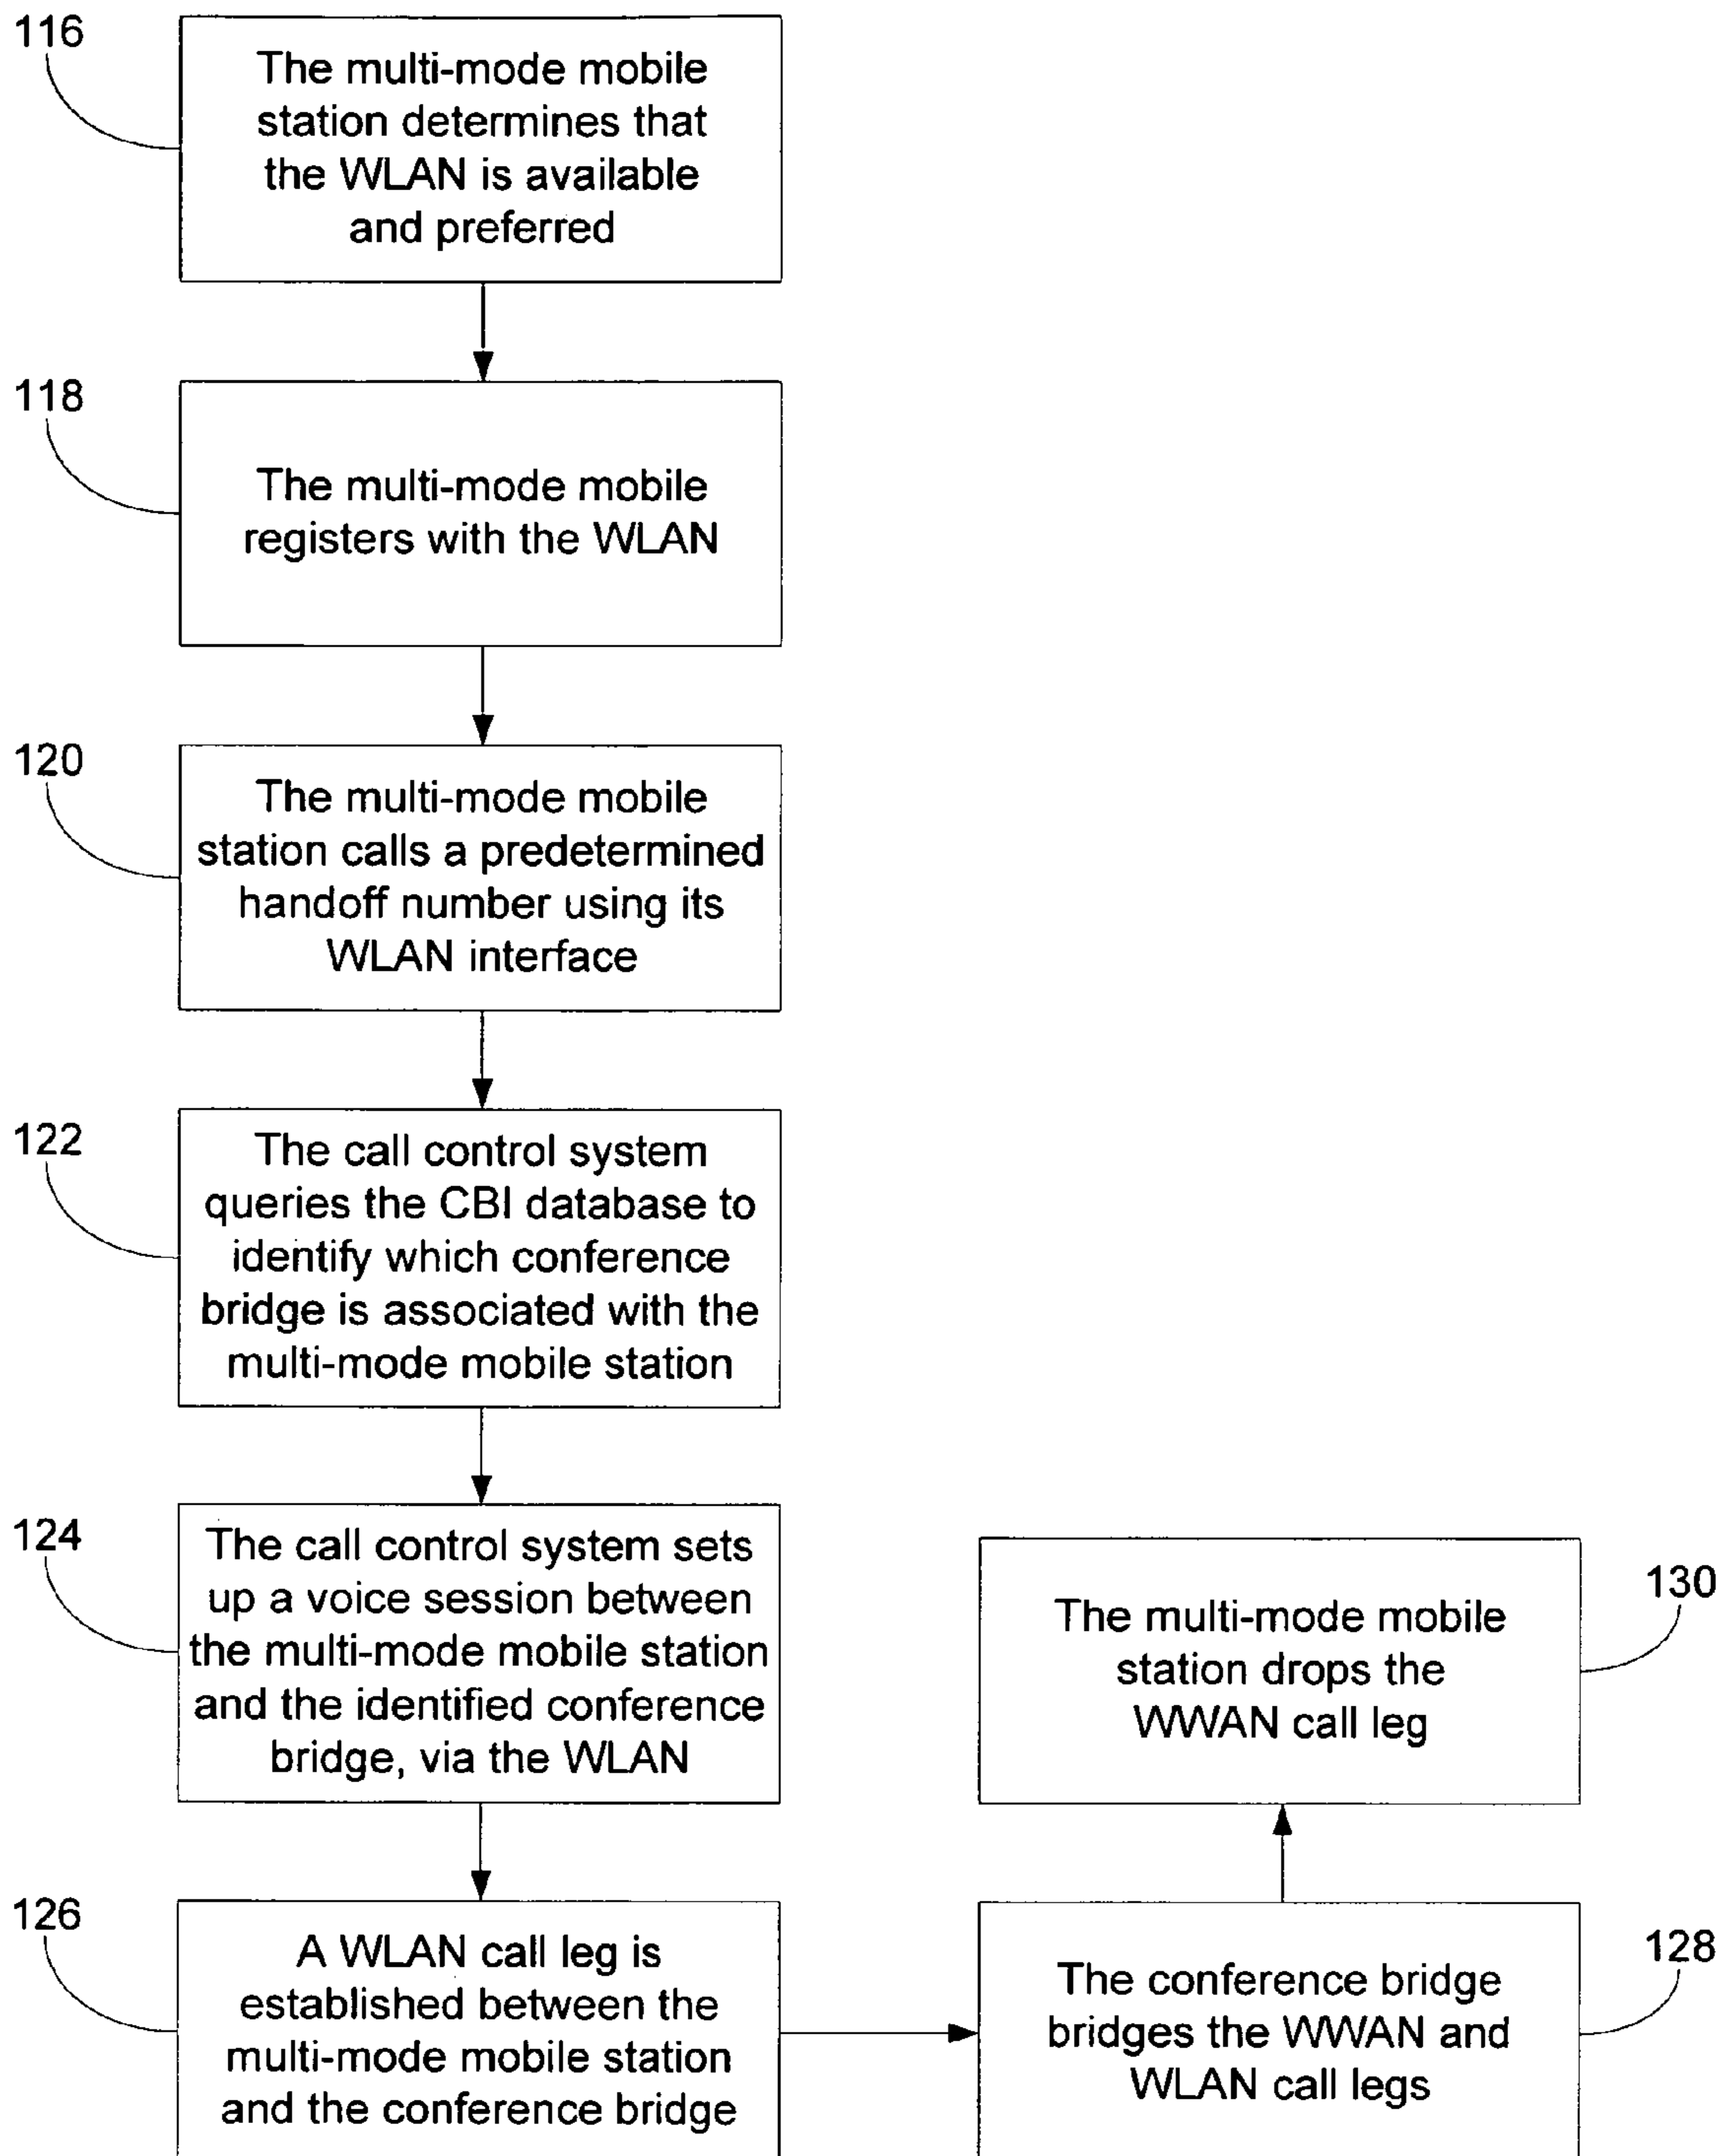 116
The multi-mode mobile
station determines that
the WLAN is available
and preferred
118
The multi-mode mobile
registers with the WLAN
120
The multi-mode mobile
station calls a predetermined
handoff number using its
WLAN interface
122
The call control system
queries the CBI database to
identify which conference
bridge is associated with the
multi-mode mobile station
124
The call control system sets
up a voice session between
the multi-mode mobile station
and the identified conference
bridge, via the WLAN
126
A WLAN call leg is
established between the
multi-mode mobile station
and the conference bridge
128
The conference bridge
bridges the WWAN and
WLAN call legs
130
The multi-mode mobile
station drops the
WWAN call leg